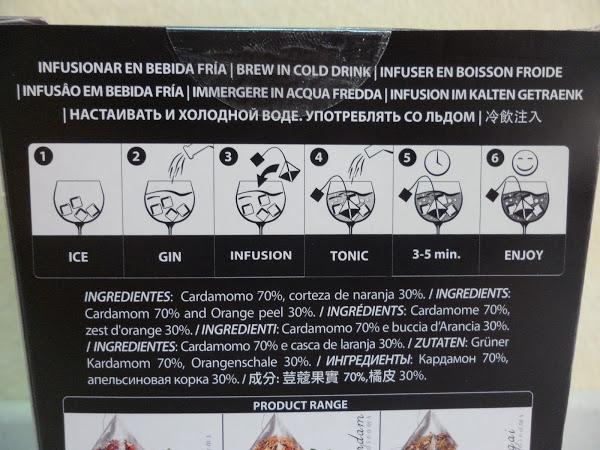 INFUSIONAR EN BEBIDA FRÍA | BREW IN COLD DRINK | INFUSER EN BOISSON FROIDE
| INFUSÂO EM BEBIDA FRÍA | IMMERGERE IN ACQUA FREDDA | INFUSION IM KALTEN GETRAENK
| НАСТАИВАТЬ И ХОЛОДНОЙ ВОДЕ. УПОТРЕБЛЯТЬ СО ЛЬДОМ | 冷飲注入
1 2 3 4 5 6
ICE GIN INFUSION TONIC 3-5 min. ENJOY
INGREDIENTES: Cardamomo 70%, corteza de naranja 30%. / INGREDIENTS:
Cardamom 70% and Orange peel 30%. / INGRÉDIENTS: Cardamome 70%,
zest d'orange 30%. / INGREDIENTI: Cardamomo 70% e buccia d'Arancia 30%.
/ INGREDIENTES: Cardamomo 70% e casca de laranja 30%. / ZUTATEN: Grüner
Kardamom 70%, Orangenschale 30%. / ИНГРЕДИЕНТЫ: Кардамон 70%,
апельсиновая корка 30%. / 成分: 荳蔻果實 70%,橘皮 30%.
PRODUCT RANGE